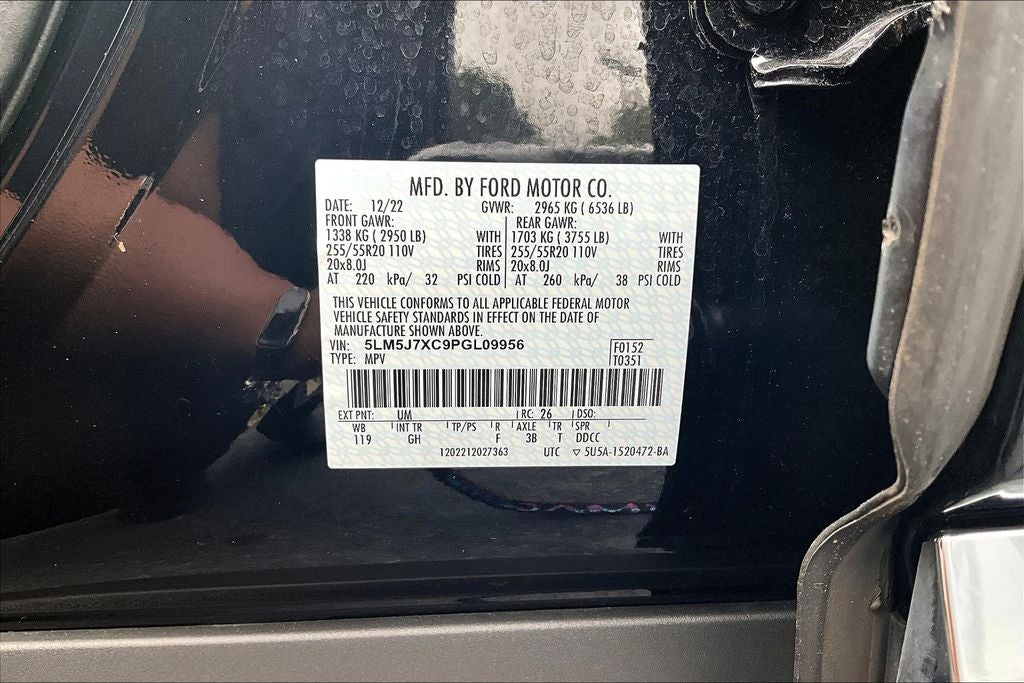 MFD. BY FORD MOTOR CO.
DATE: 12/22 GVWR: 2965 KG ( 6536 LB)
FRONT GAWR: REAR GAWR:
1338 KG ( 2950 LB) WITH 1703 KG ( 3755 LB) WITH
255/55R20 110V TIRES 255/55R20 110V TIRES
20x8.0J RIMS 20x8.0J RIMS
AT 220 kPa/ 32 PSI COLD AT 260 kPa/ 38 PSI COLD
THIS VEHICLE CONFORMS TO ALL APPLICABLE FEDERAL MOTOR
VEHICLE SAFETY STANDARDS IN EFFECT ON THE DATE OF
MANUFACTURE SHOWN ABOVE.
VIN: 5LM5J7XC9PGL09956 F0152
TYPE: MPV T0351
EXT PNT: UM RC: 26 DSO:
WB INT TR TP/PS R AXLE TR SPR
119 GH F 3B T DDCC
1202212027363 UTC ▽ 5U5A-1520472-BA